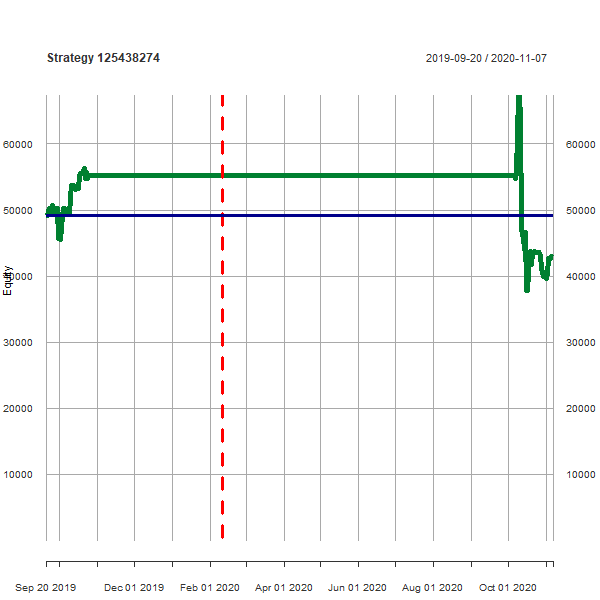 Strategy 125438274
2019-09-20 / 2020-11-07
60000
60000
50000
50000
Equity
40000
40000
30000
30000
20000
20000
10000
10000
Sep 20 2019
Dec 01 2019
Feb 01 2020
Apr 01 2020
Jun 01 2020
Aug 01 2020
Oct 01 2020